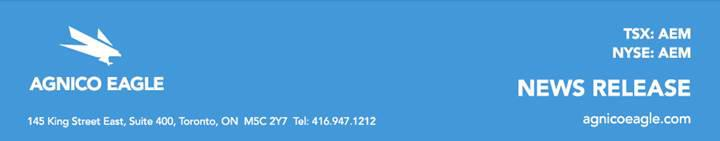 TSX: AEM
NYSE: AEM
AGNICO EAGLE
NEWS RELEASE
145 King Street East, Suite 400, Toronto, ON M5C 2Y7 Tel: 416.947.1212
agnicoeagle.com